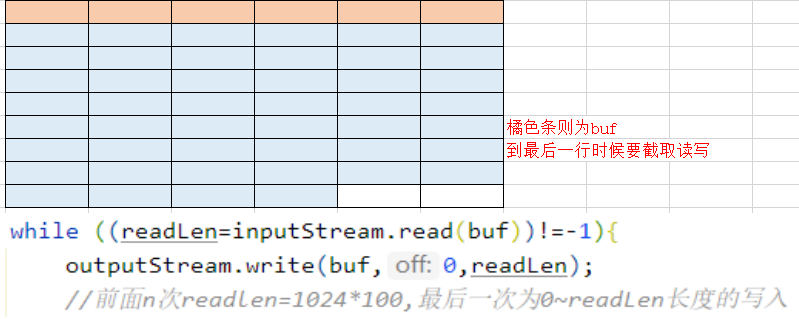 橘色条则为buf
到最后一行时候要截取读写
while ((readLen=inputStream.read(buf))!=-1){
outputStream.write(buf, off: 0,readLen);
//前面n次readlen=1024*100,最后一次为0~readLen长度的写入